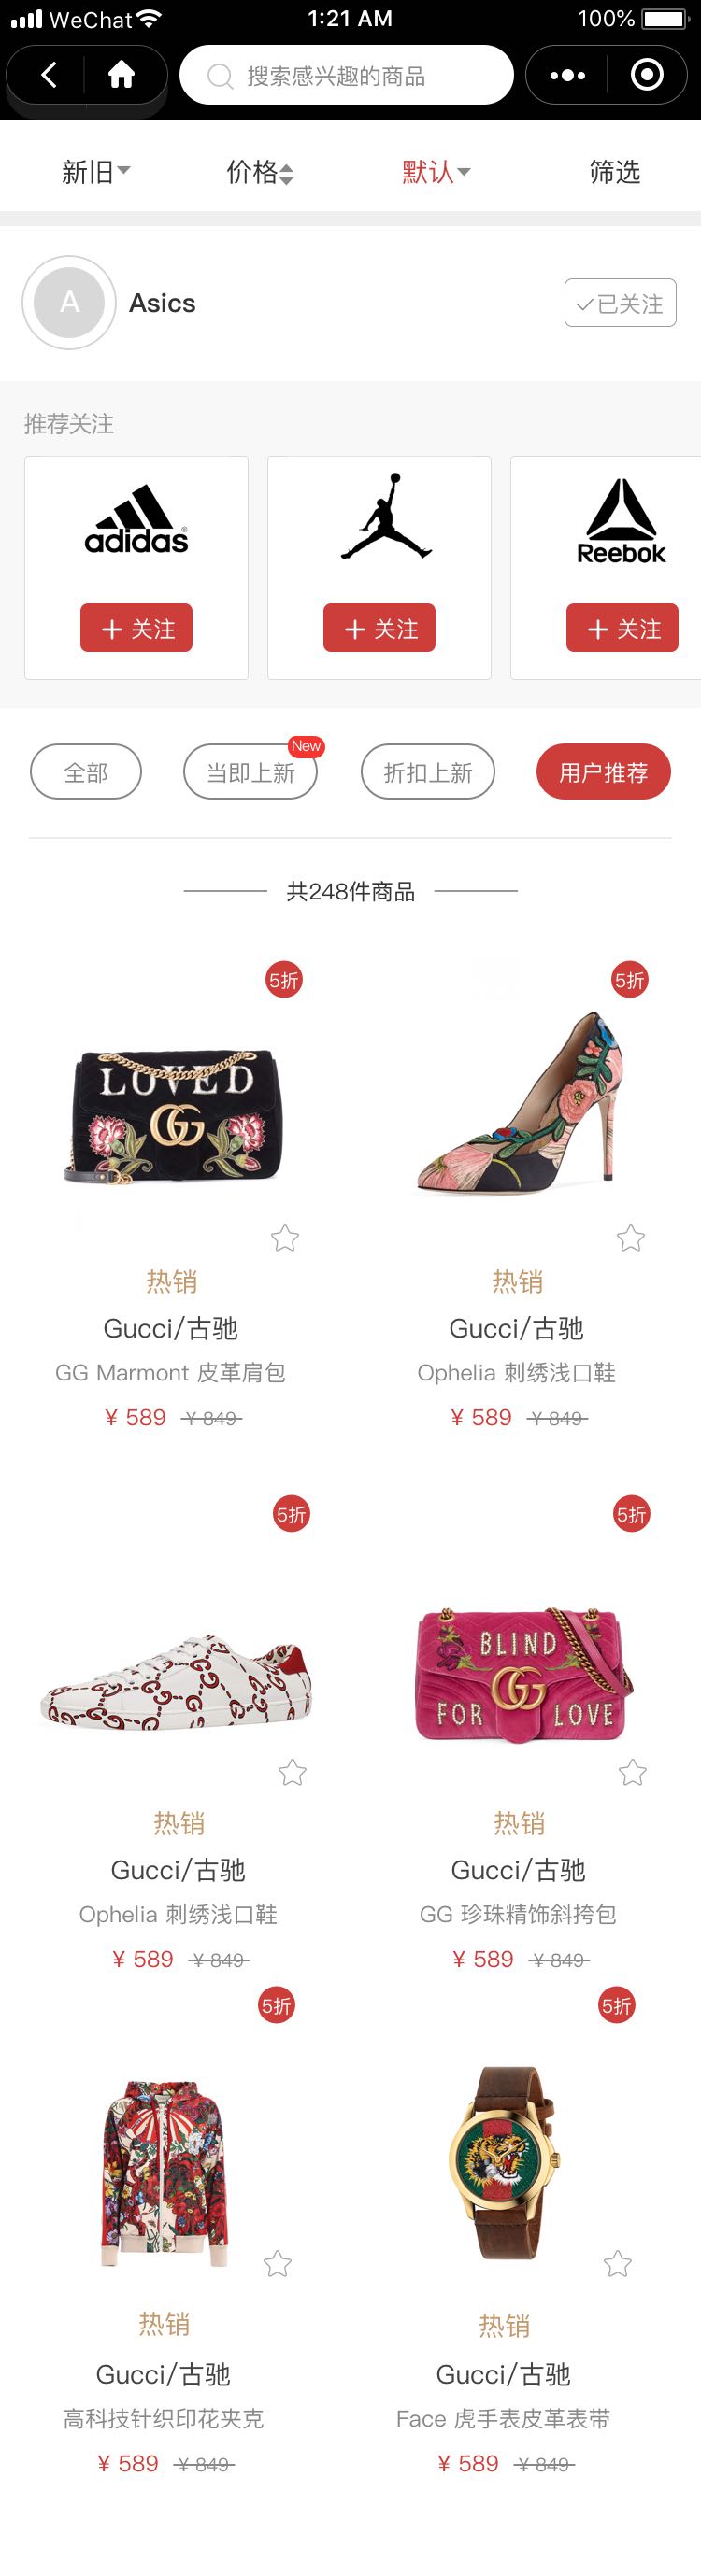 WeChat 1:21 AM 100%
搜索感兴趣的商品
新旧 价格 默认 筛选
A Asics 已关注
推荐关注
adidas Reebok
关注 关注 关注
New
全部 当即上新 折扣上新 用户推荐
共248件商品
5折 5折
LOVED
GG
热销 热销
Gucci/古驰 Gucci/古驰
GG Marmont 皮革肩包 Ophelia 刺绣浅口鞋
¥ 589 ¥ 849 ¥ 589 ¥ 849
5折 5折
BLIND
GG
FOR LOVE
热销 热销
Gucci/古驰 Gucci/古驰
Ophelia 刺绣浅口鞋 GG 珍珠精饰斜挎包
¥ 589 ¥ 849 ¥ 589 ¥ 849
5折 5折
热销 热销
Gucci/古驰 Gucci/古驰
高科技针织印花夹克 Face 虎手表皮革表带
¥ 589 ¥ 849 ¥ 589 ¥ 849